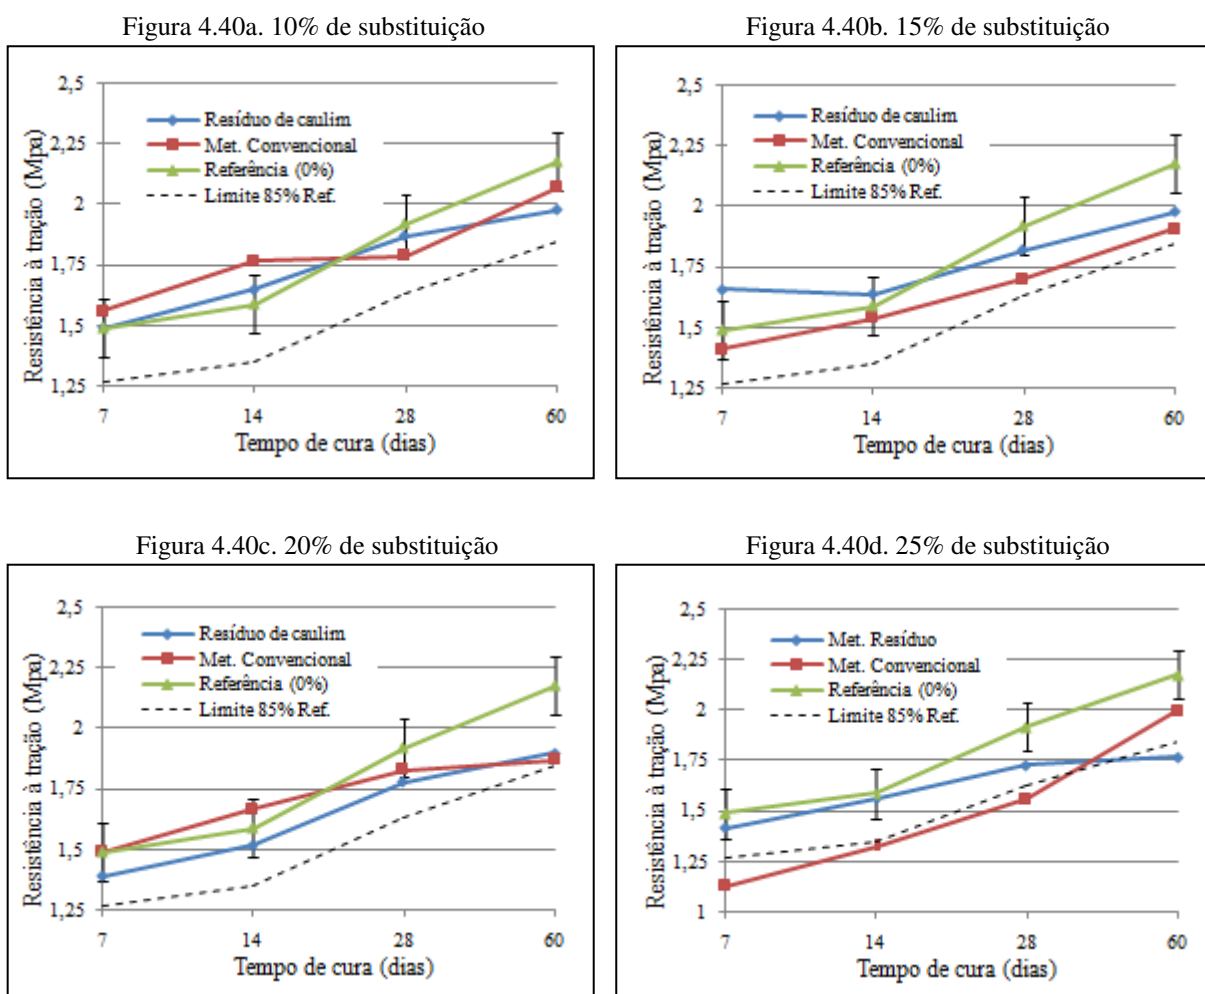 Figura 4.40a. 10% de substituição
Resistência à tração (Mpa)
2,5
2,25
2
1,75
1,5
1,25
Resíduo de caulim
Met. Convencional
Referência (0%)
Limite 85% Ref.
7 14 28 60
Tempo de cura (dias)
Figura 4.40b. 15% de substituição
Resistência à tração (Mpa)
2,5
2,25
2
1,75
1,5
1,25
Resíduo de caulim
Met. Convencional
Referência (0%)
Limite 85% Ref.
7 14 28 60
Tempo de cura (dias)
Figura 4.40c. 20% de substituição
Resistência à tração (Mpa)
2,5
2,25
2
1,75
1,5
1,25
Resíduo de caulim
Met. Convencional
Referência (0%)
Limite 85% Ref.
7 14 28 60
Tempo de cura (dias)
Figura 4.40d. 25% de substituição
Resistência à tração (Mpa)
2,5
2,25
2
1,75
1,5
1,25
1
Met. Resíduo
Met. Convencional
Referência (0%)
Limite 85% Ref.
7 14 28 60
Tempo de cura (dias)